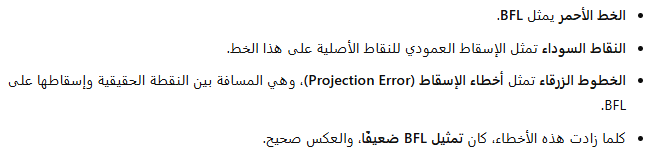 • الخط الأحمر يمثل BFL.
• النقاط السوداء تمثل الإسقاط العمودي للنقاط الأصلية على هذا الخط.
• الخطوط الزرقاء تمثل أخطاء الإسقاط (Projection Error)، وهي المسافة بين النقطة الحقيقية وإسقاطها على
BFL.
• كلما زادت هذه الأخطاء، كان تمثيل BFL ضعيفًا، والعكس صحيح.